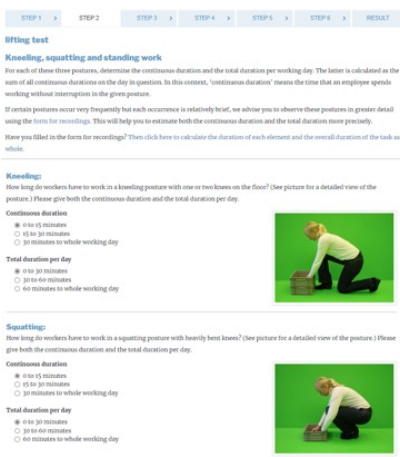 STEP 1 > STEP 2 STEP 3 > STEP 4 > STEP 5 > STEP 6 > RESULT
lifting test
Kneeling, squatting and standing work
For each of these three postures, determine the continuous duration and the total duration per working day. The latter is calculated as the
sum of all continuous durations on the day in question. In this context, 'continuous duration' means the time that an employee spends
working without interruption in the given posture.
If certain postures occur very frequently but each occurrence is relatively brief, we advise you to observe these postures in greater detail
using the form for recordings. This will help you to estimate both the continuous duration and the total duration more precisely.
Have you filled in the form for recordings? Then click here to calculate the duration of each element and the overall duration of the task as
whole.
Kneeling:
How long do workers have to work in a kneeling posture with one or two knees on the floor? (See picture for a detailed view of the
posture.) Please give both the continuous duration and the total duration per day.
Continuous duration
0 to 15 minutes
15 to 30 minutes
30 minutes to whole working day
Total duration per day
0 to 30 minutes
30 to 60 minutes
60 minutes to whole working day
Squatting:
How long do workers have to work in a squatting posture with heavily bent knees? (See picture for a detailed view of the posture.) Please
give both the continuous duration and the total duration per day.
Continuous duration
0 to 15 minutes
15 to 30 minutes
30 minutes to whole working day
Total duration per day
0 to 30 minutes
30 to 60 minutes
60 minutes to whole working day